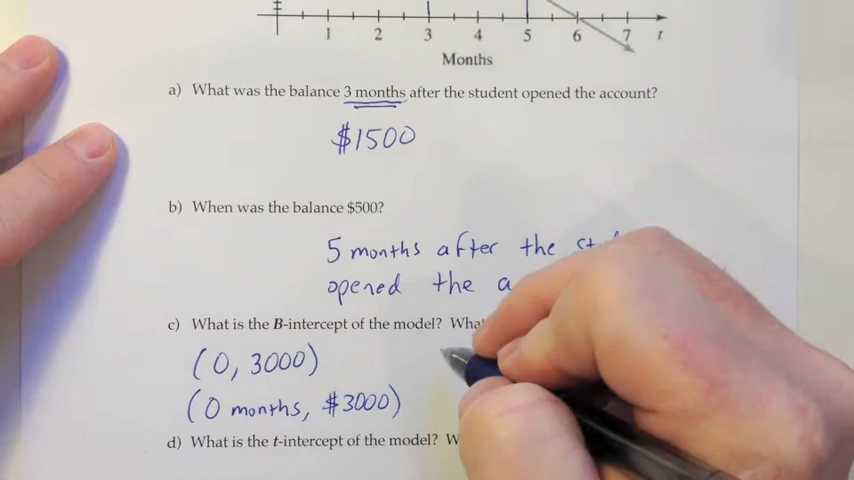 1 2 3 4 5 6 7 t
Months
a) What was the balance 3 months after the student opened the account?
$1500
b) When was the balance $500?
5 months after the
opened the a
c) What is the B-intercept of the model? What
(0, 3000)
(0 months, $3000)
d) What is the t-intercept of the model? W